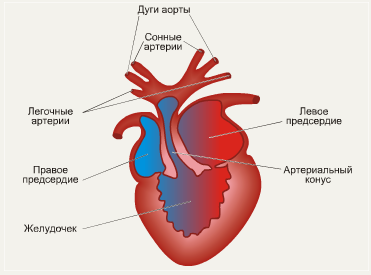 Дуги аорты
Сонные
артерии
Легочные
артерии
Левое
предсердие
Правое
предсердие
Артериальный
конус
Желудочек